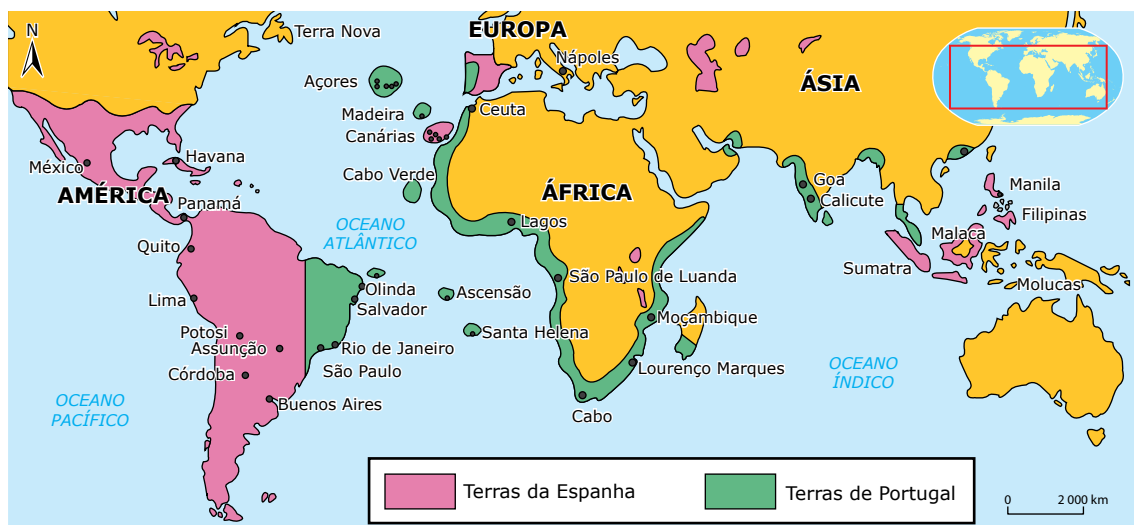 N
Terra Nova
EUROPA
Nápoles
ÁSIA
Açores
Madeira
Ceuta
Canárias
México
Havana
Cabo Verde
AMÉRICA
ÁFRICA
Goa
Manila
Panamá
Calicute
Filipinas
OCEANO
ATLÂNTICO
Lagos
Malaca
Quito
Sumatra
São Paulo de Luanda
Olinda
Ascensão
Molucas
Lima
Salvador
Moçambique
Potosi
Santa Helena
Assunção
Rio de Janeiro
Lourenço Marques
OCEANO
ÍNDICO
Córdoba
São Paulo
OCEANO
PACÍFICO
Buenos Aires
Cabo
Terras da Espanha
Terras de Portugal
0 2 000 km